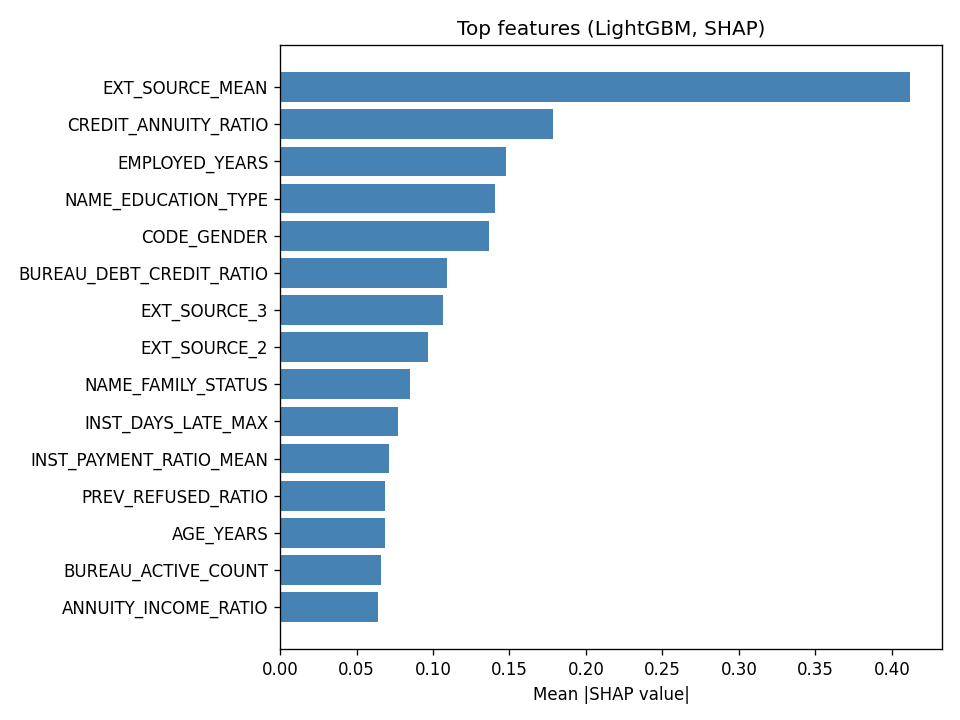 Top features (LightGBM, SHAP)
EXT_SOURCE_MEAN
CREDIT_ANNUITY_RATIO
EMPLOYED_YEARS
NAME_EDUCATION_TYPE
CODE_GENDER
BUREAU_DEBT_CREDIT_RATIO
EXT_SOURCE_3
EXT_SOURCE_2
NAME_FAMILY_STATUS
INST_DAYS_LATE_MAX
INST_PAYMENT_RATIO_MEAN
PREV_REFUSED_RATIO
AGE_YEARS
BUREAU_ACTIVE_COUNT
ANNUITY_INCOME_RATIO
0.00 0.05 0.10 0.15 0.20 0.25 0.30 0.35 0.40
Mean |SHAP value|